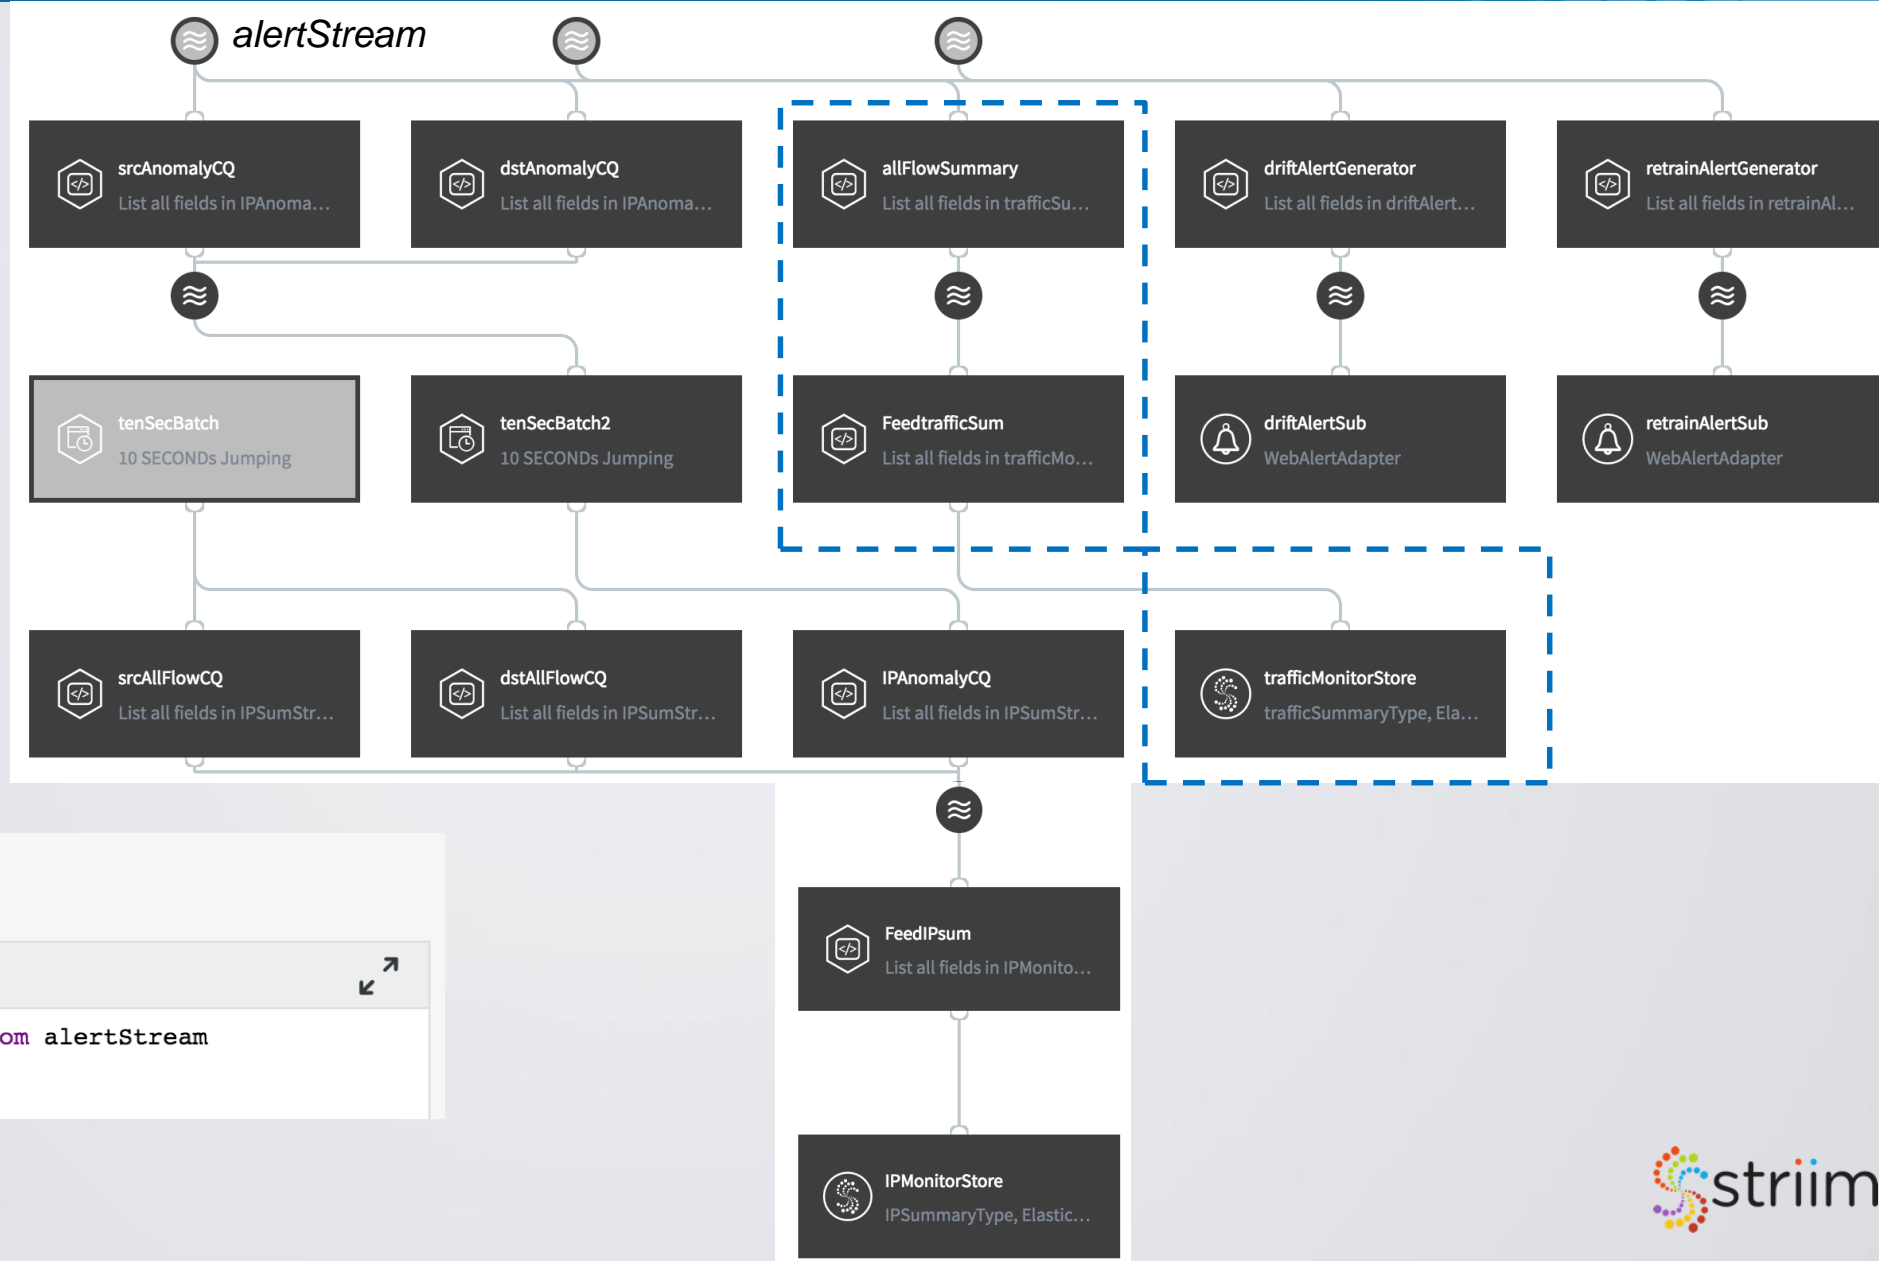 alertStream
srcAnomalyCQ
List all fields in IPAnoma...
dstAnomalyCQ
List all fields in IPAnoma...
allFlowSummary
List all fields in trafficSu...
driftAlertGenerator
List all fields in driftAlert...
retrainAlertGenerator
List all fields in retrainAl...
tenSecBatch
10 SECONDs Jumping
tenSecBatch2
10 SECONDs Jumping
FeedtrafficSum
List all fields in trafficMo...
driftAlertSub
WebAlertAdapter
retrainAlertSub
WebAlertAdapter
srcAllFlowCQ
List all fields in IPSumStr...
dstAllFlowCQ
List all fields in IPSumStr...
IPAnomalyCQ
List all fields in IPSumStr...
trafficMonitorStore
trafficSummaryType, Ela...
FeedIPsum
List all fields in IPMonito...
om alertStream
IPMonitorStore
IPSummaryType, Elastic...
striim